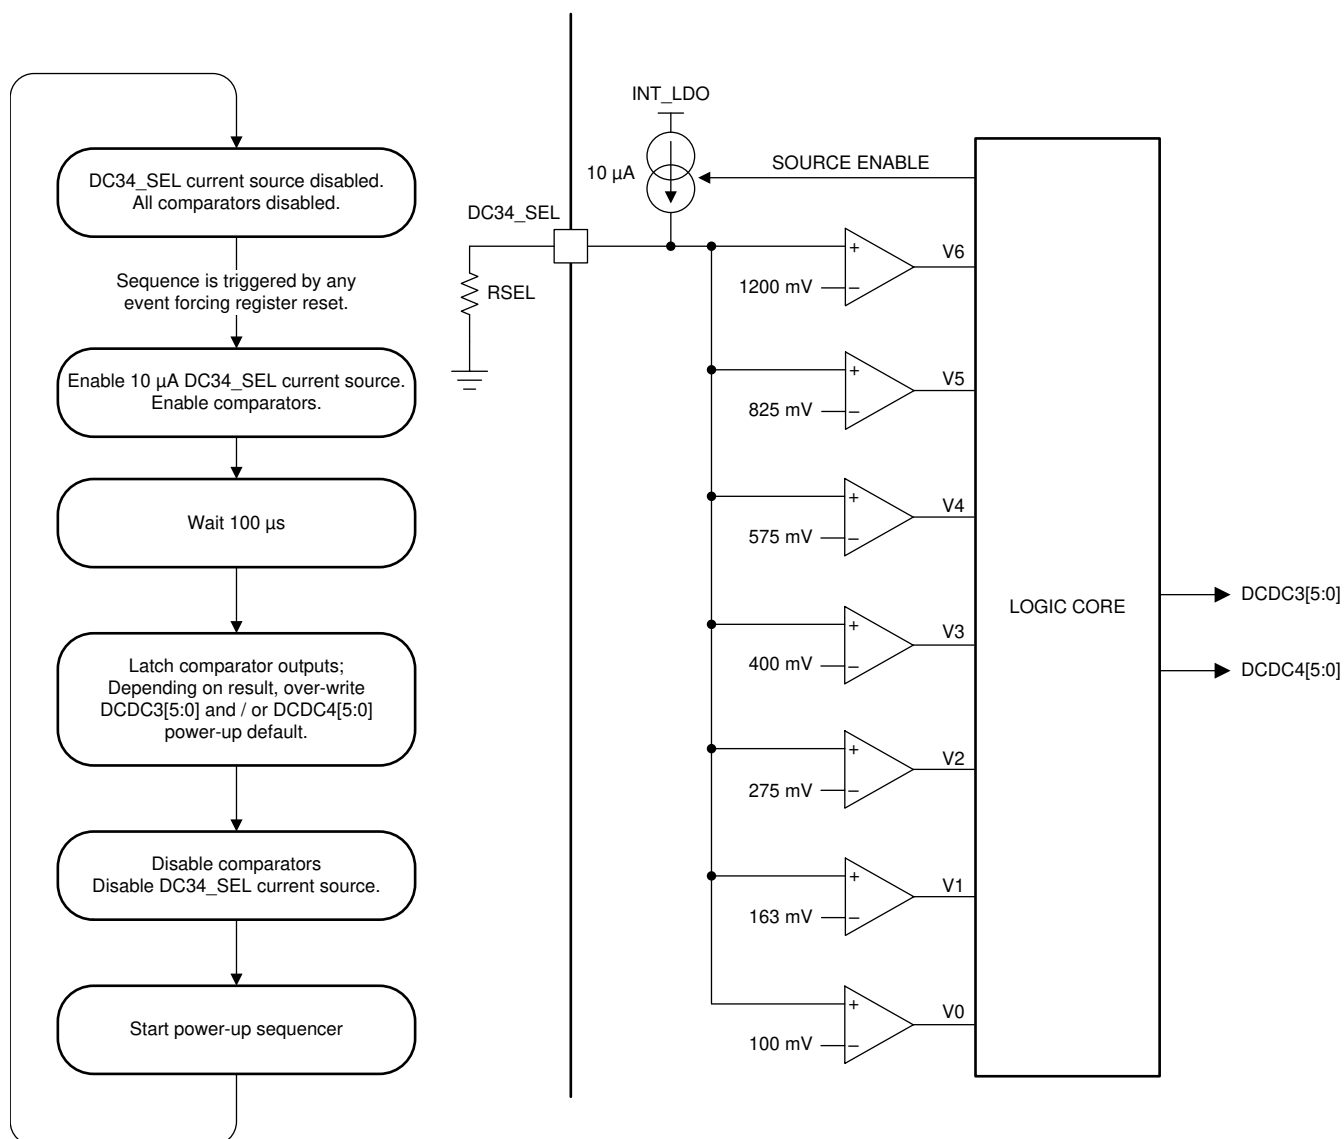 DC34_SEL current source disabled.
All comparators disabled.
Sequence is triggered by any
event forcing register reset.
Enable 10 µA DC34_SEL current source.
Enable comparators.
Wait 100 µs
Latch comparator outputs;
Depending on result, over-write
DCDC3[5:0] and / or DCDC4[5:0]
power-up default.
Disable comparators
Disable DC34_SEL current source.
Start power-up sequencer
INT_LDO
10 µA
SOURCE ENABLE
DC34_SEL
RSEL
+
1200 mV
–
V6
+
825 mV
–
V5
+
575 mV
–
V4
+
400 mV
–
V3
+
275 mV
–
V2
+
163 mV
–
V1
+
100 mV
–
V0
LOGIC CORE
DCDC3[5:0]
DCDC4[5:0]